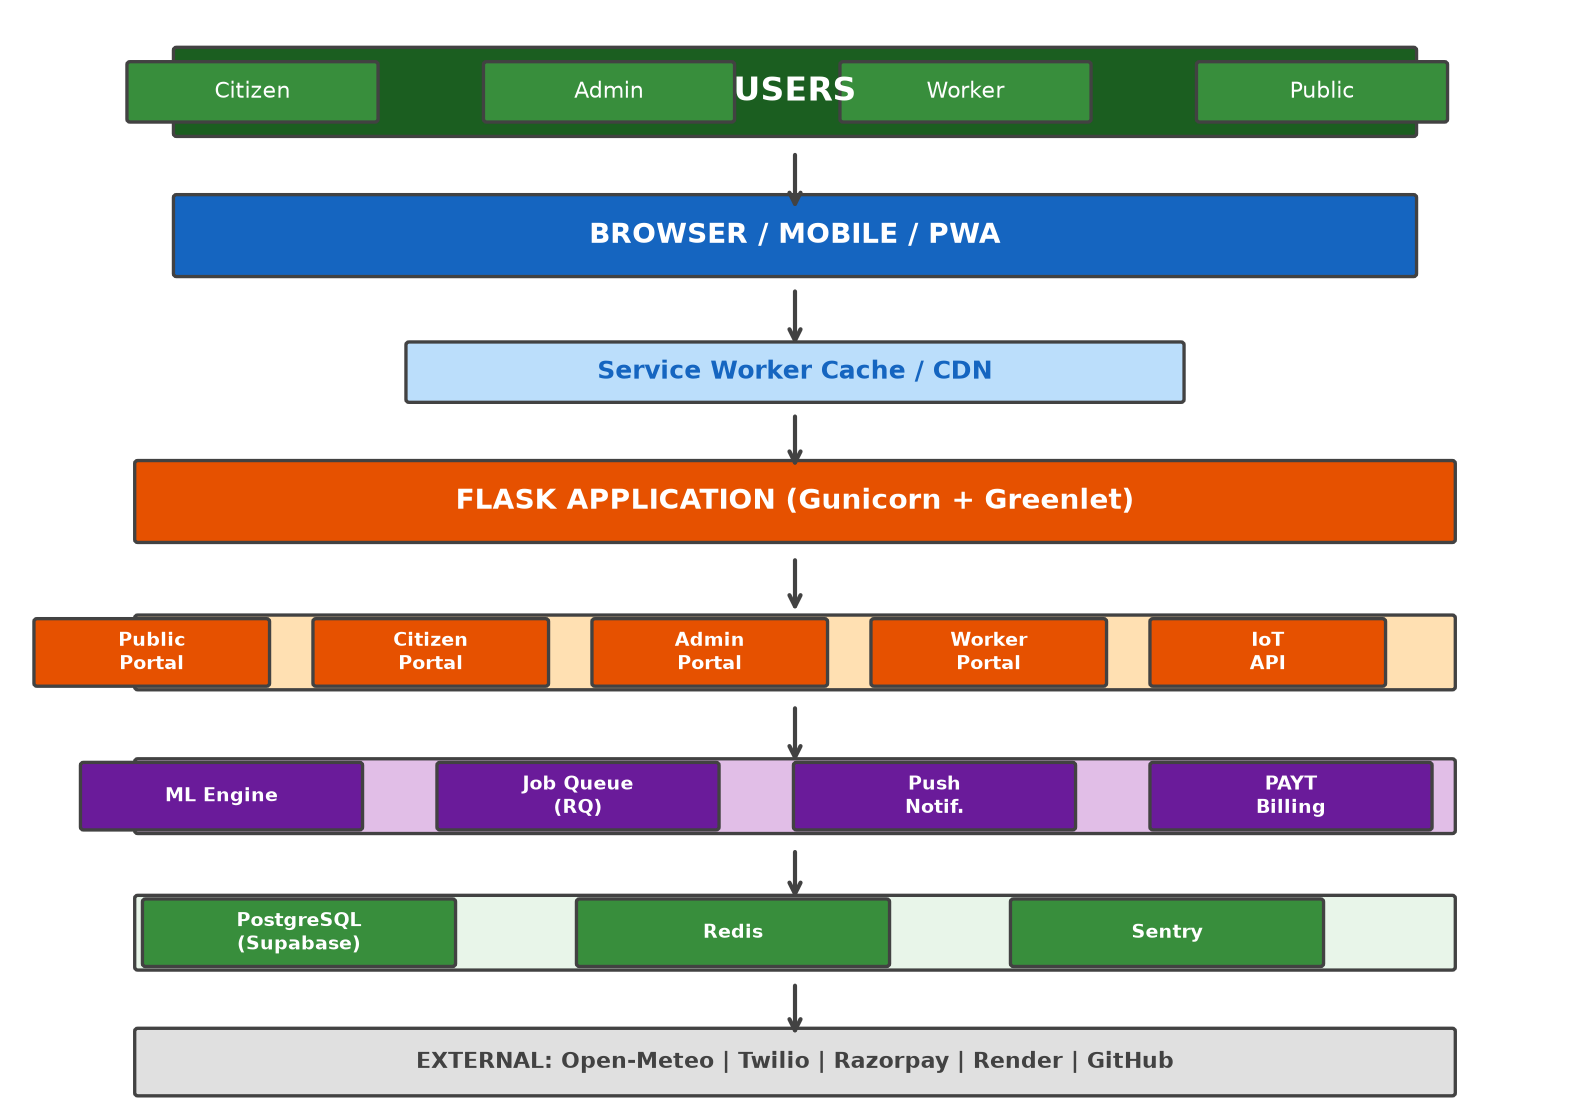 Citizen
Admin
USERS
Worker
Public
BROWSER / MOBILE / PWA
Service Worker Cache / CDN
FLASK APPLICATION (Gunicorn + Greenlet)
Public
Portal
Citizen
Portal
Admin
Portal
Worker
Portal
IoT
API
ML Engine
Job Queue
(RQ)
Push
Notif.
PAYT
Billing
PostgreSQL
(Supabase)
Redis
Sentry
EXTERNAL: Open-Meteo | Twilio | Razorpay | Render | GitHub